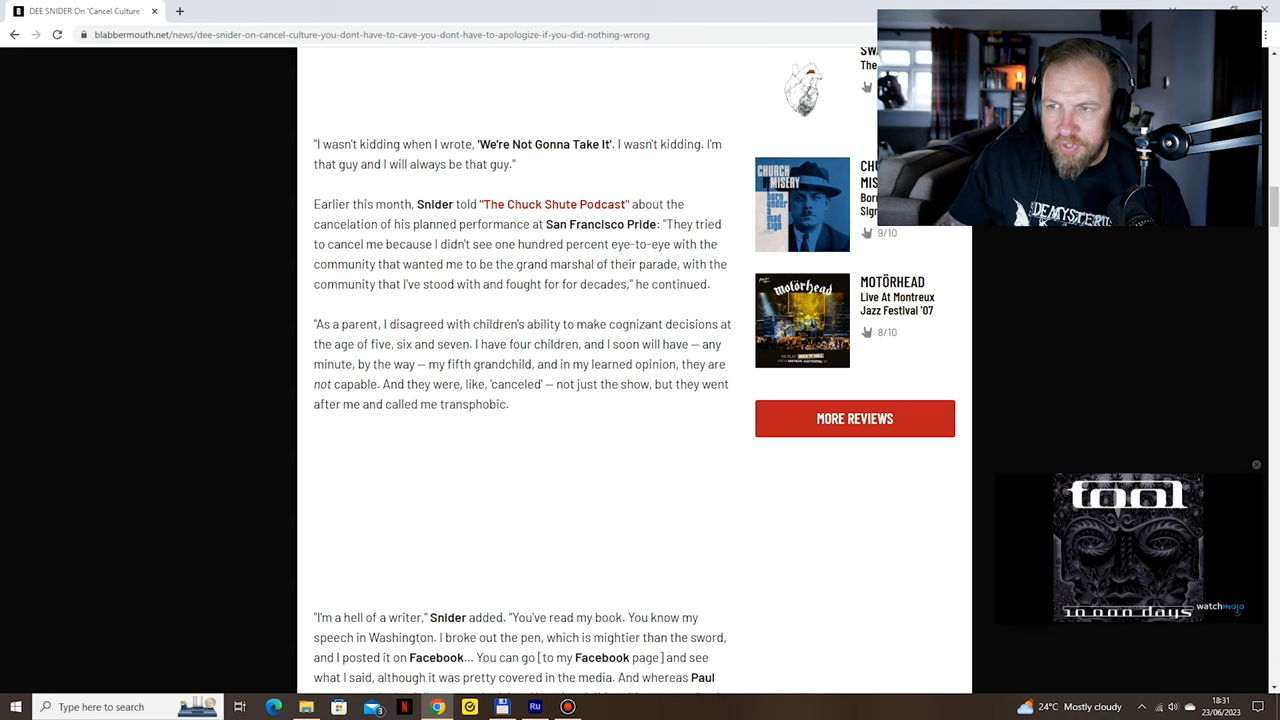 DEE SNIDER On 'Cancel Culture':
blabbermouth.net/news/dee-snider-on-cancel-culture-you-dont-have-to-cave-you-dont-have-to-apologize-if-you-did-nothing-wrong
"I wasn't kidding when I wrote, 'We're Not Gonna Take It'. I wasn't kidding. I'm
that guy and I will always be that guy."
Earlier this month, Snider told "The Chuck Shute Podcast" about the
cancelation of his planned performance at San Francisco Pride: "They tried
to cancel me because I didn't see one hundred percent eye-to-eye with the
community that wanted me to be the grand marshal of their parade, with the
community that I've stood with and fought for for decades," he continued.
"As a parent, I disagreed with children's ability to make cognizant decisions at
the age of five, six and seven. I have four children, and I soon will have — any
minute, by the way — my fifth grandchild, and in my learned opinion, they are
not capable. And they were, like, 'canceled' — not just the show, but they went
after me and called me transphobic.
"I'm a hell of a writer," Snider added. "You've read my book. You know my
speech in Washington. I broke out the pen, which is mightier than the sword,
and I posted it on Facebook... You can go [to my Facebook page] and see
what I said, although it was pretty covered in the media. And whereas Paul
The
CHURCH
OF MISERY
born
under
a mad
sign
9/10
motörhead
MOTÖRHEAD
Live At Montreux
Jazz Festival '07
8/10
MORE REVIEWS
tool
10,000 days
watchmojo
Type here to search
3
Ru
24°C Mostly cloudy
18:31
23/06/2023